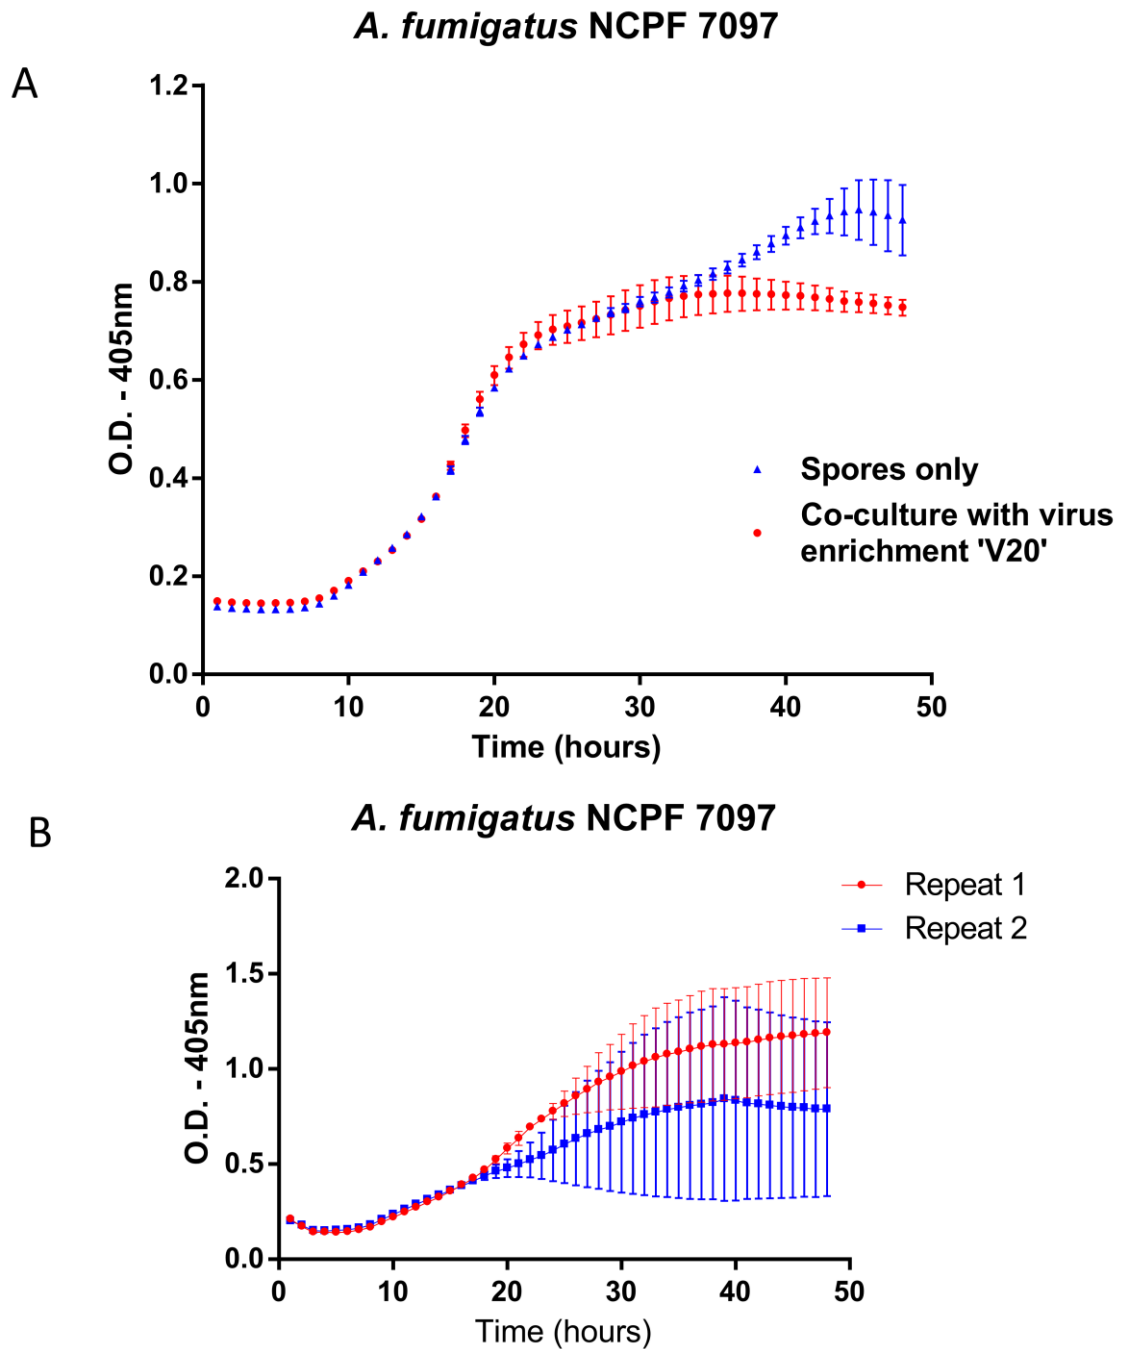 A. fumigatus NCPF 7097
A
1.2
1.0
0.8
0.6
0.4
0.2
0.0
O.D. - 405nm
Spores only
Co-culture with virus
enrichment 'V20'
0 10 20 30 40 50
Time (hours)
A. fumigatus NCPF 7097
B
2.0
1.5
1.0
0.5
0.0
O.D. - 405nm
Repeat 1
Repeat 2
0 10 20 30 40 50
Time (hours)